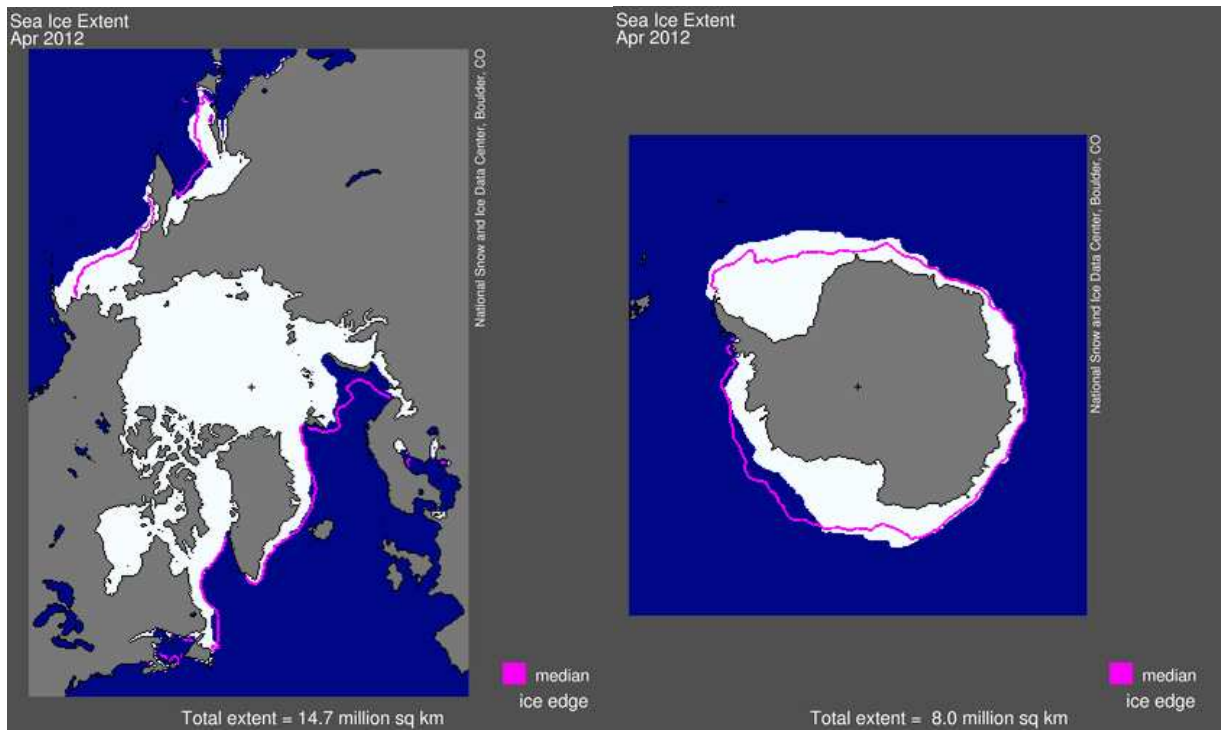 Sea Ice Extent
Apr 2012
National Snow and Ice Data Center, Boulder, CO
median
ice edge
Total extent = 14.7 million sq km
Sea Ice Extent
Apr 2012
National Snow and Ice Data Center, Boulder, CO
median
ice edge
Total extent = 8.0 million sq km